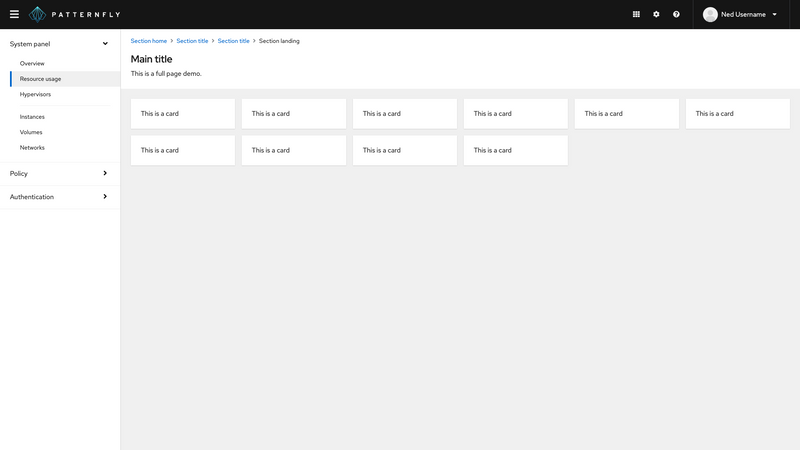 PATTERNFLY
Ned Username
System panel
Overview
Resource usage
Hypervisors
Instances
Volumes
Networks
Policy
Authentication
Section home > Section title > Section title > Section landing
Main title
This is a full page demo.
This is a card This is a card This is a card This is a card This is a card This is a card
This is a card This is a card This is a card This is a card